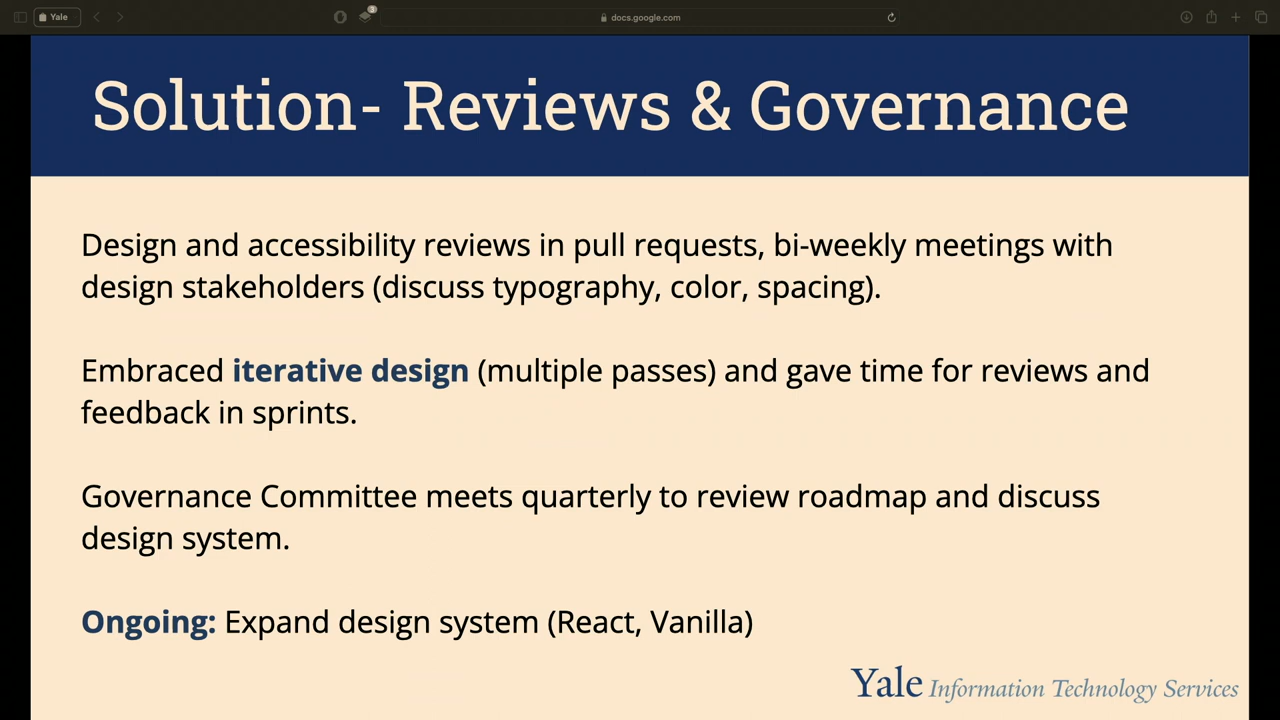 Yale
3
docs.google.com
Solution- Reviews & Governance
Design and accessibility reviews in pull requests, bi-weekly meetings with
design stakeholders (discuss typography, color, spacing).
Embraced iterative design (multiple passes) and gave time for reviews and
feedback in sprints.
Governance Committee meets quarterly to review roadmap and discuss
design system.
Ongoing: Expand design system (React, Vanilla)
Yale Information Technology Services